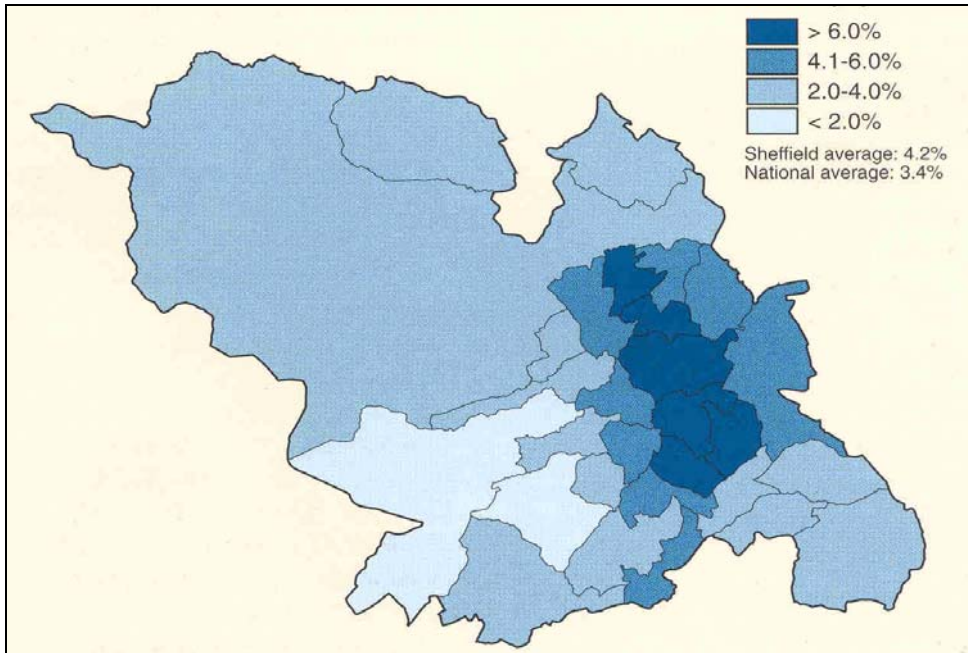 > 6.0%
4.1-6.0%
2.0-4.0%
< 2.0%
Sheffield average: 4.2%
National average: 3.4%